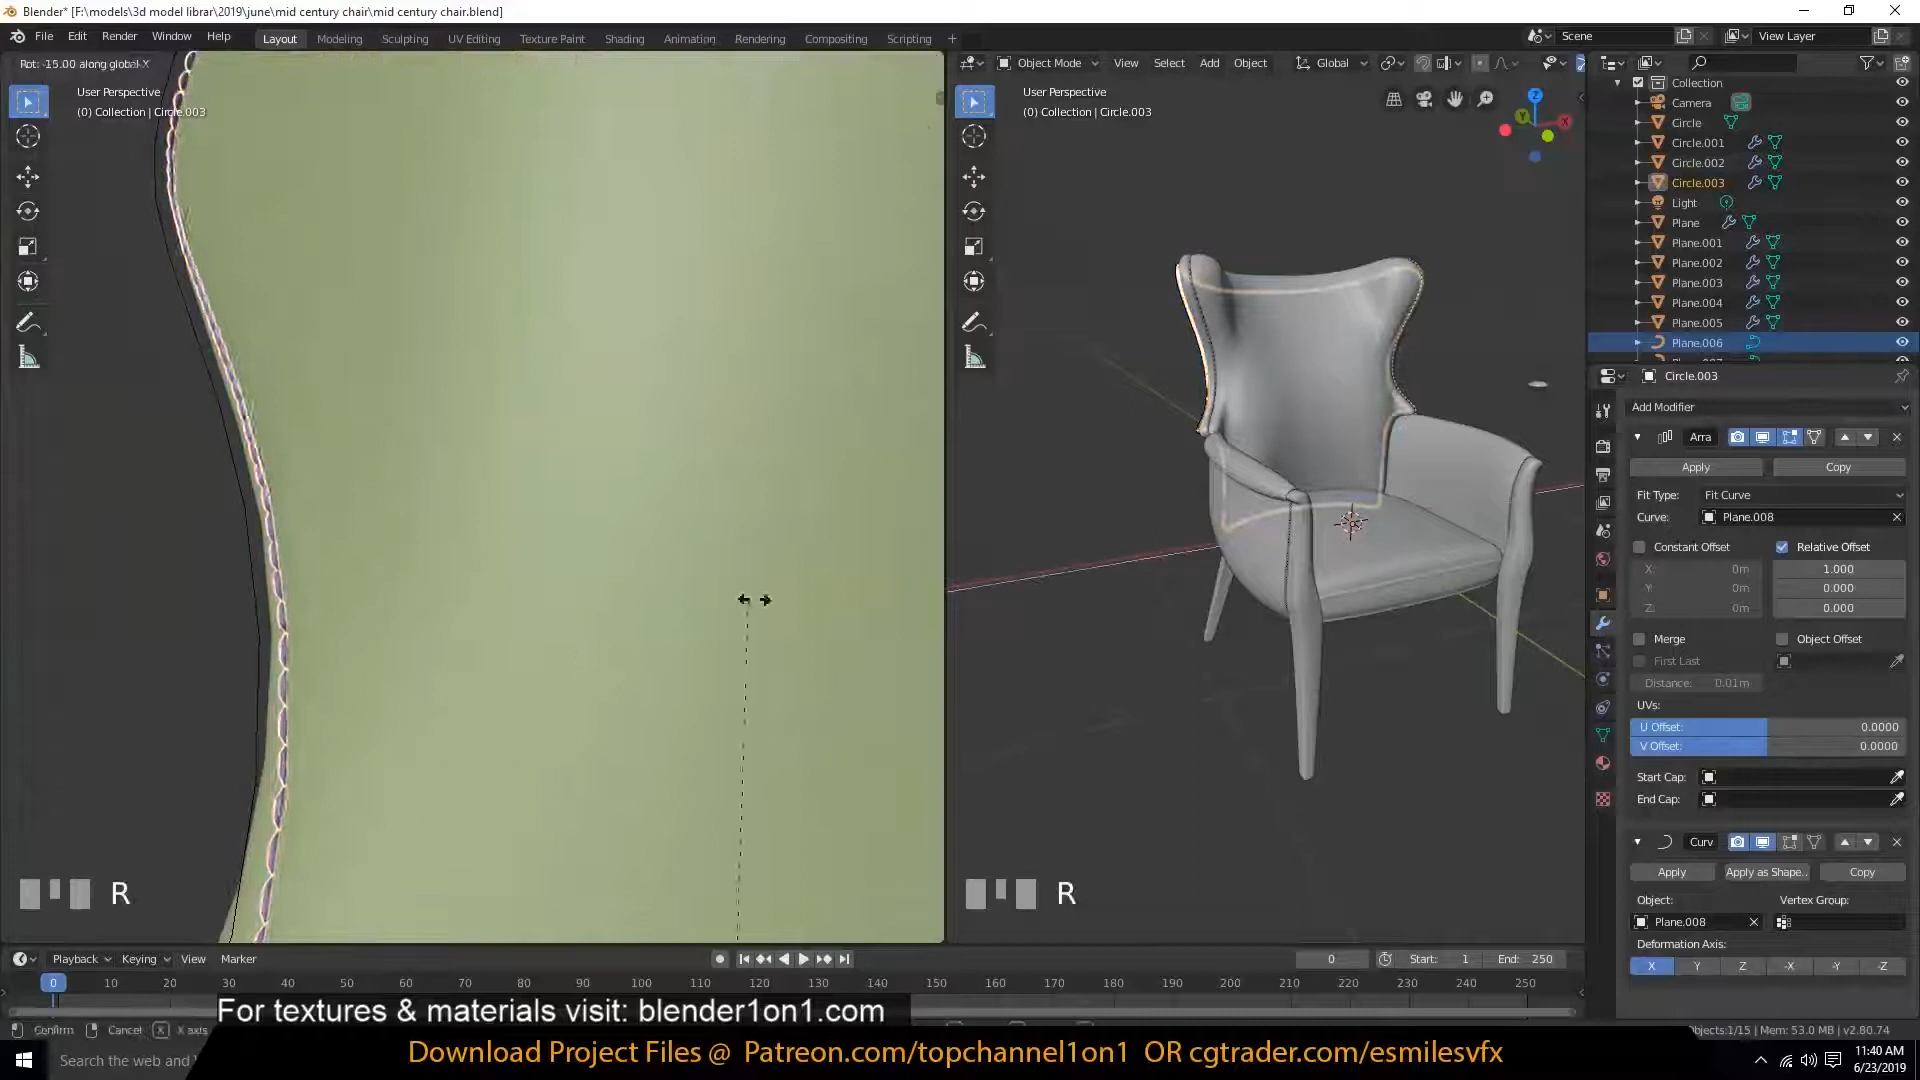 Blender* [F:\models\3d model librar\2019\june\mid century chair\mid century chair.blend]
File Edit Render Window Help
Layout Modeling Sculpting UV Editing Texture Paint Shading Animation Rendering Compositing Scripting +
Scene
View Layer
Rot: -15.00 along global X
User Perspective
(0) Collection | Circle.003
Object Mode View Select Add Object Global
User Perspective
(0) Collection | Circle.003
Z
Y
X
Collection
Camera
Circle
Circle.001
Circle.002
Circle.003
Light
Plane
Plane.001
Plane.002
Plane.003
Plane.004
Plane.005
Plane.006
Circle.003
Add Modifier
Arra
Apply Copy
Fit Type: Fit Curve
Curve: Plane.008
Constant Offset Relative Offset
X: 0m 1.000
Y: 0m 0.000
Z: 0m 0.000
Merge Object Offset
First Last
Distance: 0.01m
UVs:
U Offset: 0.0000
V Offset: 0.0000
Start Cap:
End Cap:
Curv
Apply Apply as Shape.. Copy
Object: Vertex Group:
Plane.008
Deformation Axis:
X Y Z -X -Y -Z
R
R
Playback Keying View Marker
0 Start: 1 End: 250
0 10 20 30 40 50 60 70 80 90 100 110 120 130 140 150 160 170 180 190 200 210 220 230 240 250
For textures & materials visit: blender1on1.com
Confirm Cancel X X axis
Objects:1/15 | Mem: 53.0 MB | v2.80.74
Search the web and
Download Project Files @ Patreon.com/topchannel1on1 OR cgtrader.com/esmilesvfx
11:40 AM
6/23/2019